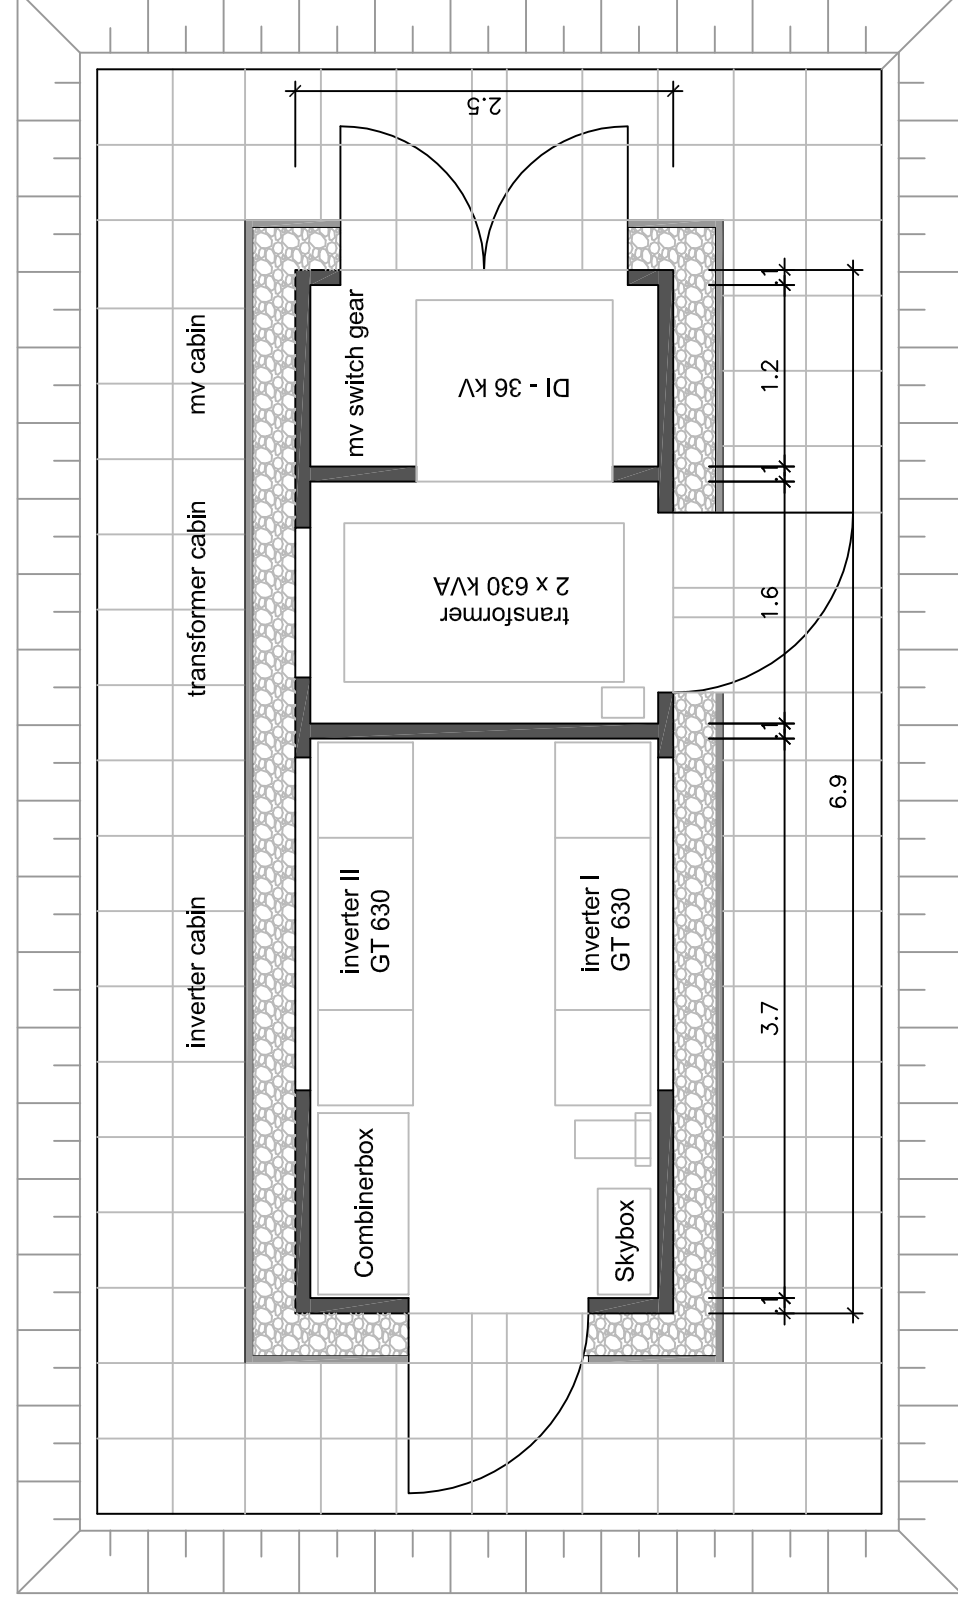 2.5
mv cabin
mv switch gear
DI - 36 kV
.1
1.2
.1
transformer cabin
transformer
2 x 630 kVA
1.6
.1
6.9
inverter cabin
inverter II
GT 630
inverter I
GT 630
3.7
Combinerbox
Skybox
.1